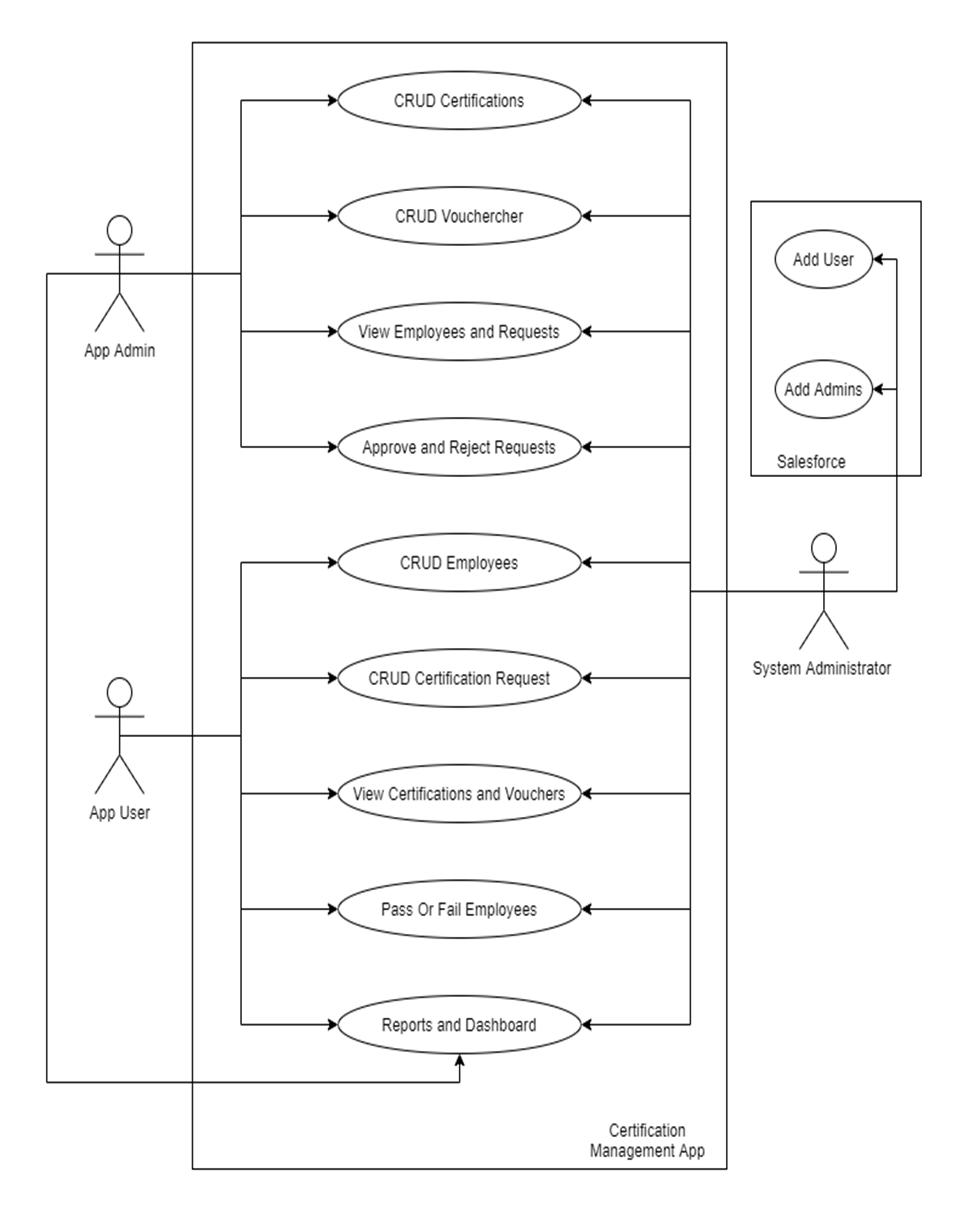 CRUD Certifications
CRUD Vouchercher
Add User
View Employees and Requests
App Admin
Add Admins
Approve and Reject Requests
Salesforce
CRUD Employees
System Administrator
CRUD Certification Request
View Certifications and Vouchers
App User
Pass Or Fail Employees
Reports and Dashboard
Certification
Management App